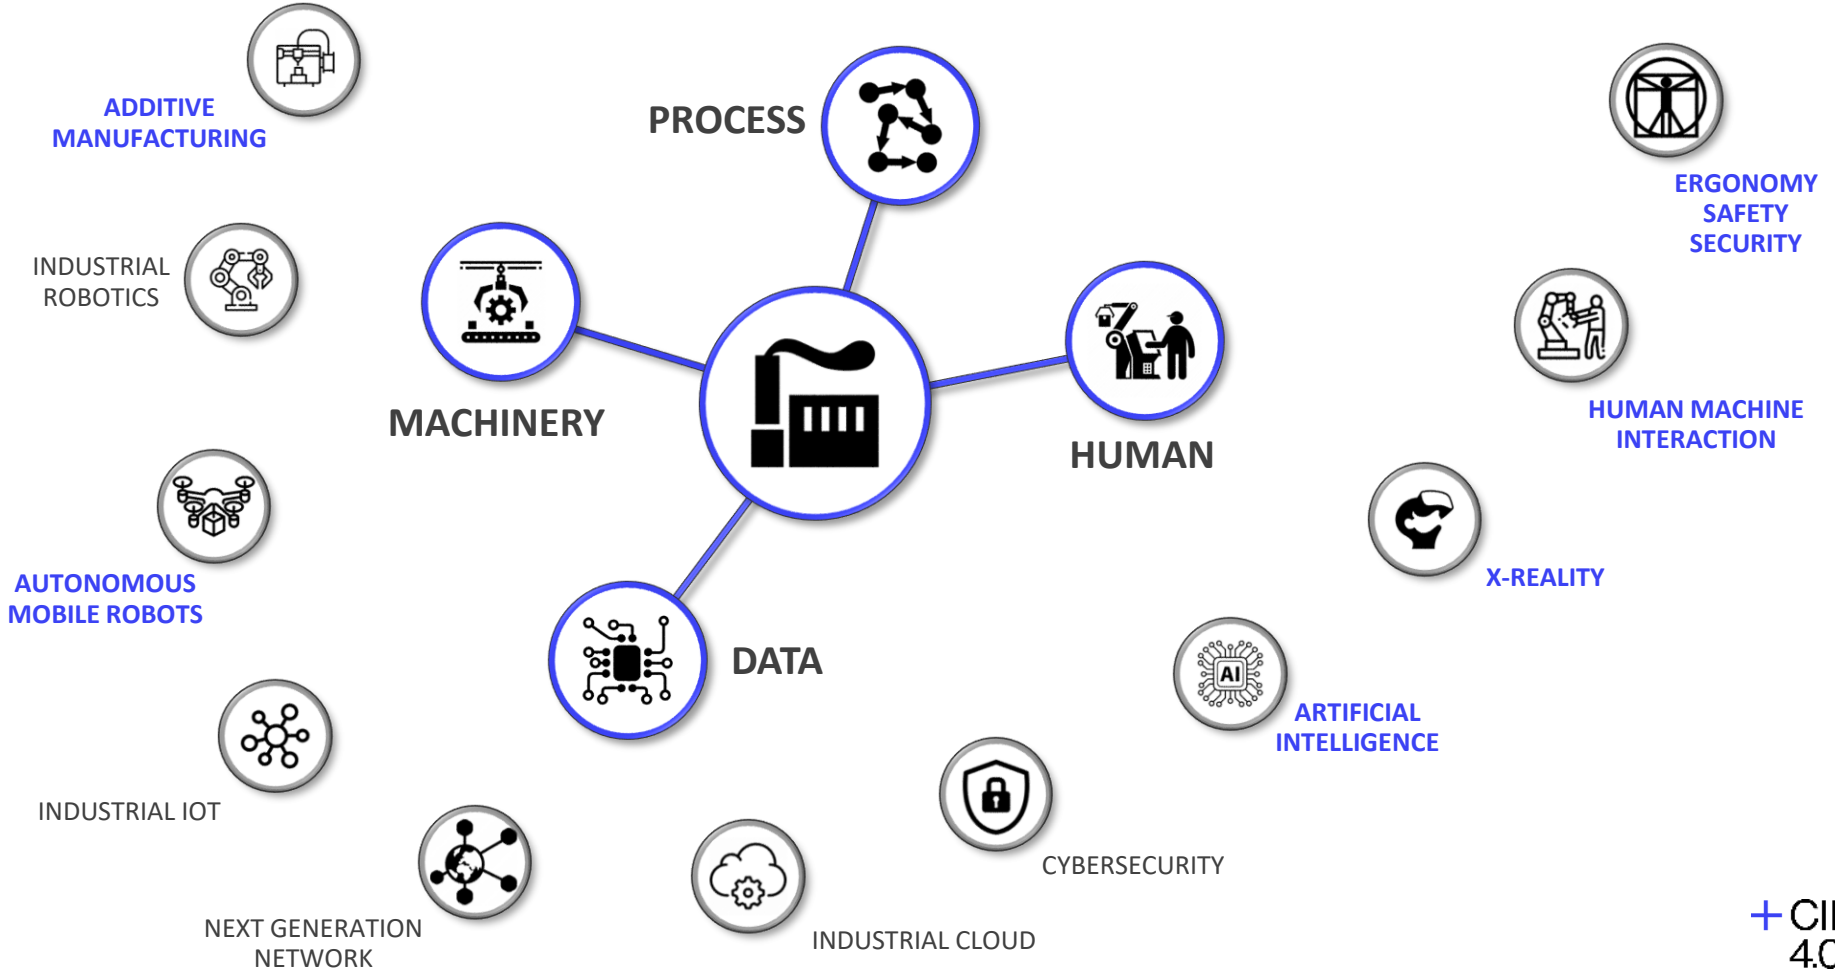 ADDITIVE
MANUFACTURING
PROCESS
ERGONOMY
SAFETY
SECURITY
INDUSTRIAL
ROBOTICS
MACHINERY
HUMAN
HUMAN MACHINE
INTERACTION
AUTONOMOUS
MOBILE ROBOTS
X-REALITY
DATA
AI
ARTIFICIAL
INTELLIGENCE
INDUSTRIAL IOT
CYBERSECURITY
NEXT GENERATION
NETWORK
INDUSTRIAL CLOUD